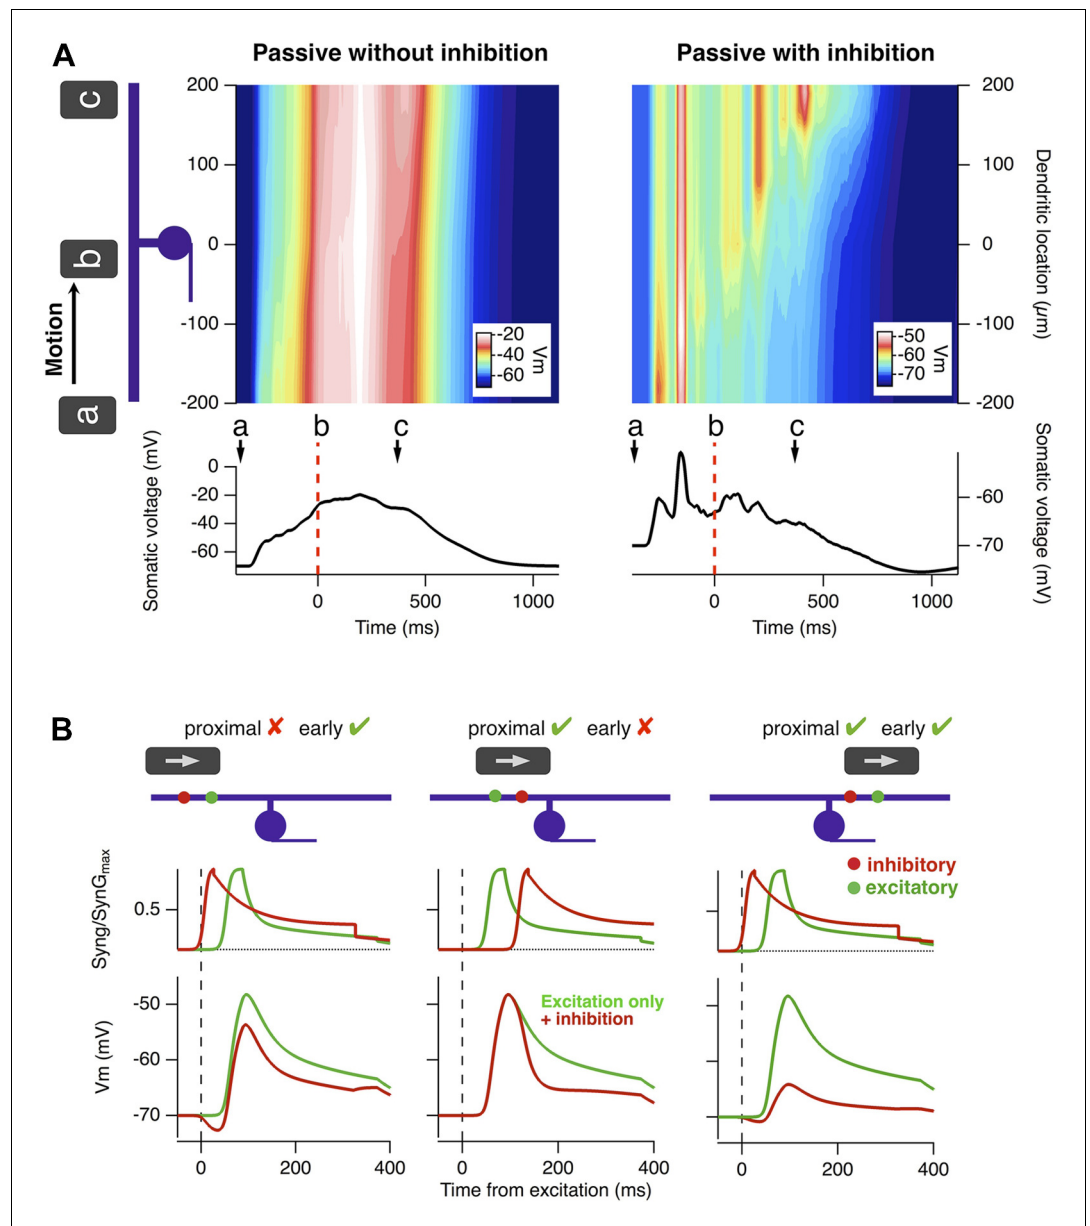 A
Passive without inhibition
Passive with inhibition
c
b
a
Motion
200
100
0
-100
-200
-20
-40
-60
Vm
200
100
0
-100
-200
-50
-60
-70
Vm
Dendritic location (µm)
a
b
c
a
b
c
Somatic voltage (mV)
0
-20
-40
-60
0
500
1000
Time (ms)
-60
-70
Somatic voltage (mV)
0
500
1000
Time (ms)
B
proximal ✘ early ✔
proximal ✔ early ✘
proximal ✔ early ✔
inhibitory
excitatory
Syng/SynGmax
0.5
Vm (mV)
-50
-60
-70
Excitation only
+ inhibition
0
200
400
0
200
400
0
200
400
Time from excitation (ms)